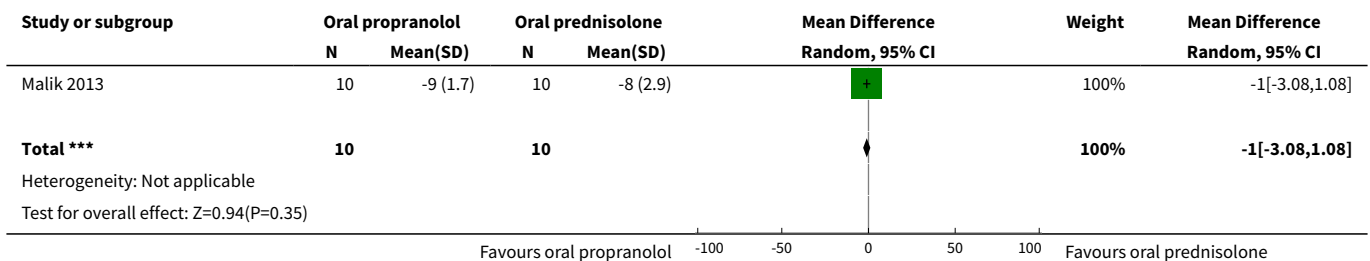 Study or subgroup Oral propranolol Oral prednisolone Mean Difference Weight Mean Difference
N Mean(SD) N Mean(SD) Random, 95% CI Random, 95% CI
Malik 2013 10 -9 (1.7) 10 -8 (2.9) 100% -1[-3.08,1.08]
Total *** 10 10 100% -1[-3.08,1.08]
Heterogeneity: Not applicable
Test for overall effect: Z=0.94(P=0.35)
Favours oral propranolol -100 -50 0 50 100 Favours oral prednisolone